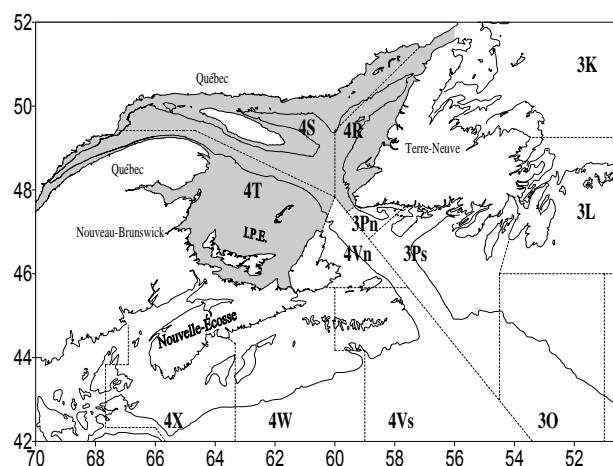 52
50
48
46
44
42
Québec
3K
4S
4R
Terre-Neuve
Québec
4T
3L
I.P.E.
3Pn
Nouveau-Brunswick
4Vn
3Ps
Nouvelle-Écosse
4X
4W
4Vs
3O
70
68
66
64
62
60
58
56
54
52